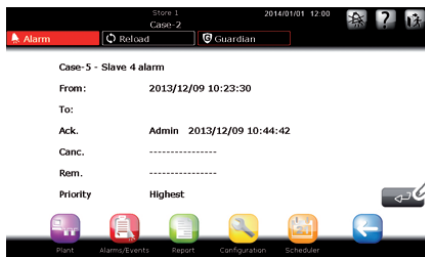 Store 1 2014/01/01 12:00
Case-2
Alarm Reload Guardian
Case-5 - Slave 4 alarm
From: 2013/12/09 10:23:30
To:
Ack. Admin 2013/12/09 10:44:42
Canc. ----------------
Rem. ----------------
Priority Highest
Plant Alarms/Events Report Configuration Scheduler